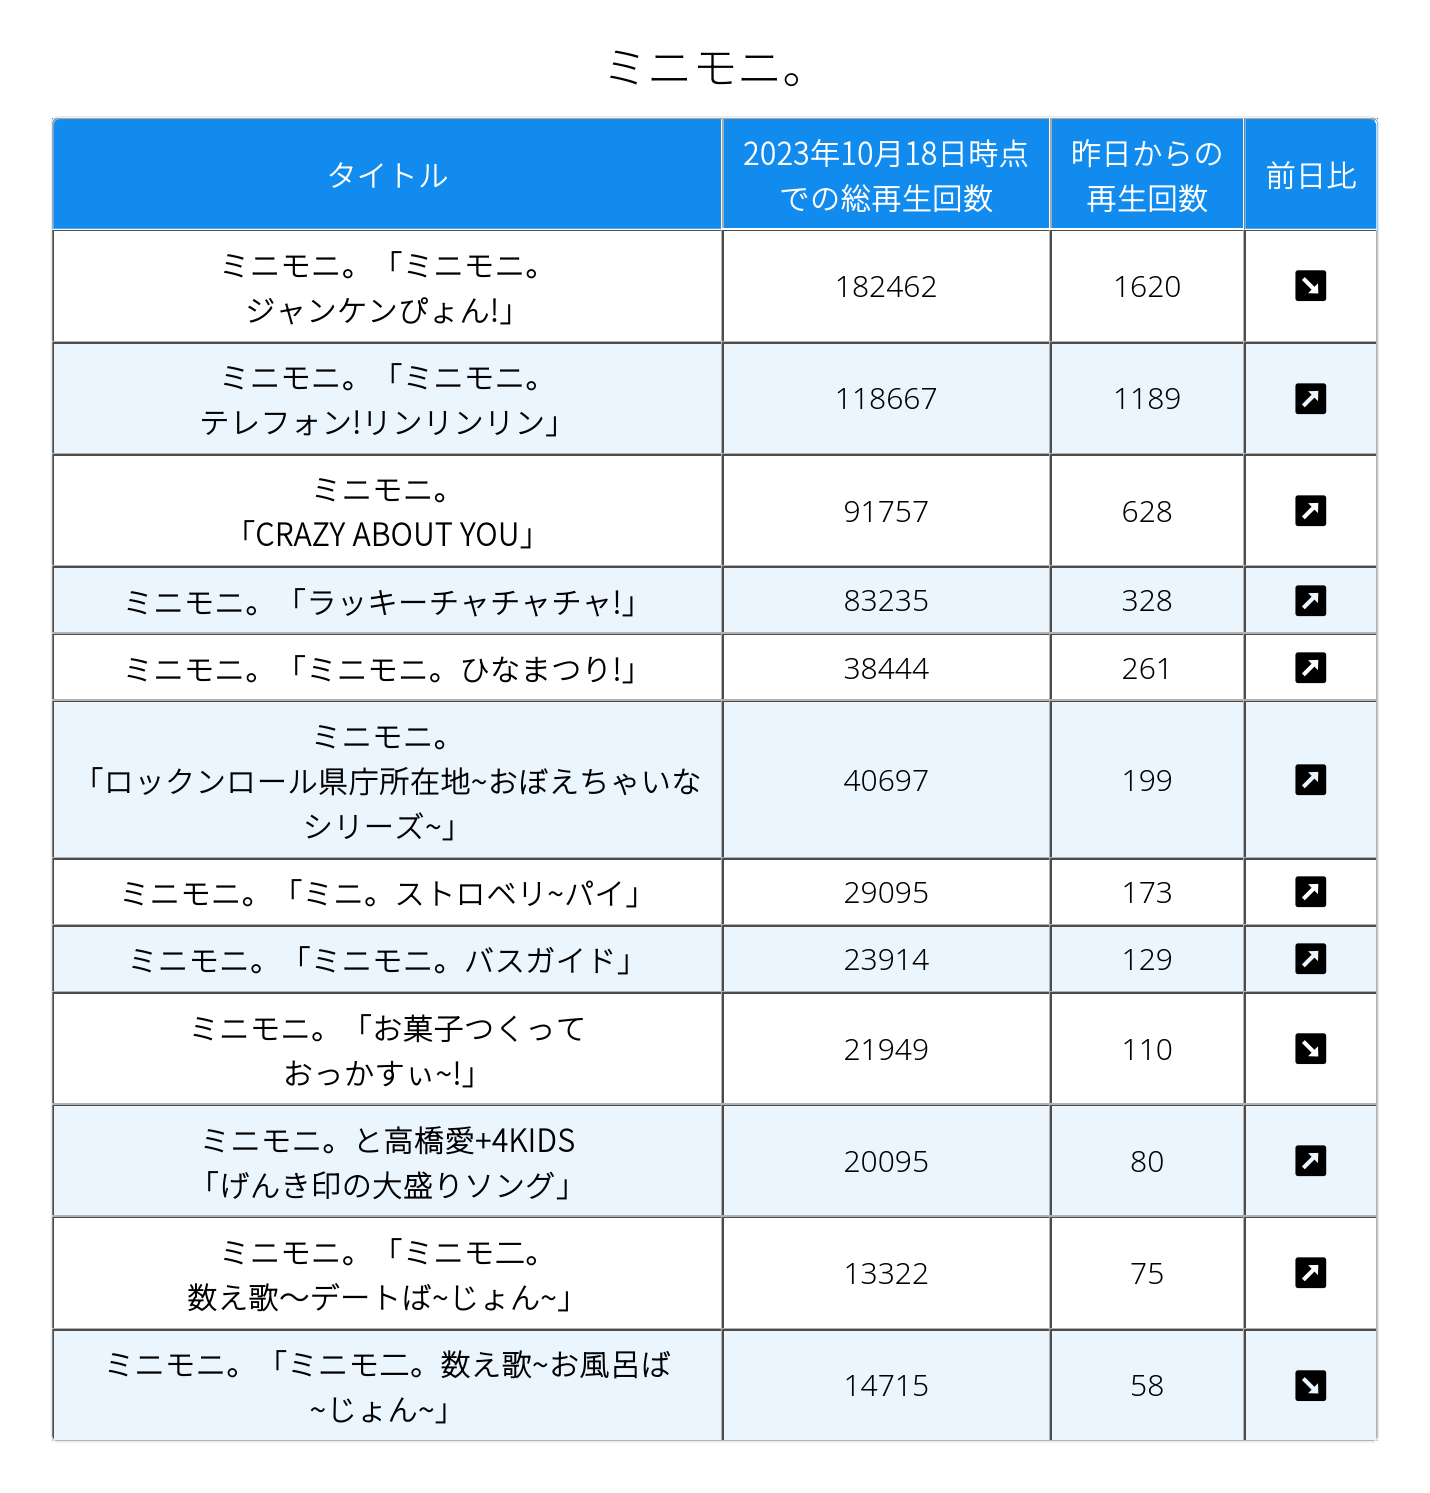 ミニモニ。
タイトル
2023年10月18日時点
での総再生回数
昨日からの
再生回数
前日比
ミニモニ。「ミニモニ。
ジャンケンぴょん!」
182462
1620
ミニモニ。「ミニモニ。
テレフォン!リンリンリン」
118667
1189
ミニモニ。
「CRAZY ABOUT YOU」
91757
628
ミニモニ。「ラッキーチャチャチャ!」
83235
328
ミニモニ。「ミニモニ。ひなまつり!」
38444
261
ミニモニ。
「ロックンロール県庁所在地~おぼえちゃいな
シリーズ~」
40697
199
ミニモニ。「ミニ。ストロベリ~パイ」
29095
173
ミニモニ。「ミニモニ。バスガイド」
23914
129
ミニモニ。「お菓子つくって
おっかすぃ~!」
21949
110
ミニモニ。と高橋愛+4KIDS
「げんき印の大盛りソング」
20095
80
ミニモニ。「ミニモ二。
数え歌〜デートば~じょん~」
13322
75
ミニモニ。「ミニモ二。数え歌~お風呂ば
~じょん~」
14715
58